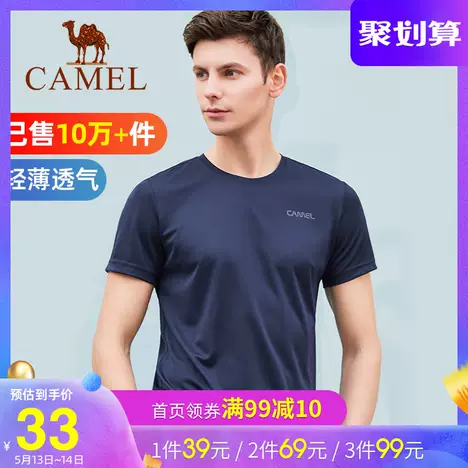 CAMEL
聚划算
已售10万+件
轻薄透气
CAMEL
预估到手价
¥33
5月13日~14日
首页领券满99减10
1件39元 / 2件69元 / 3件99元